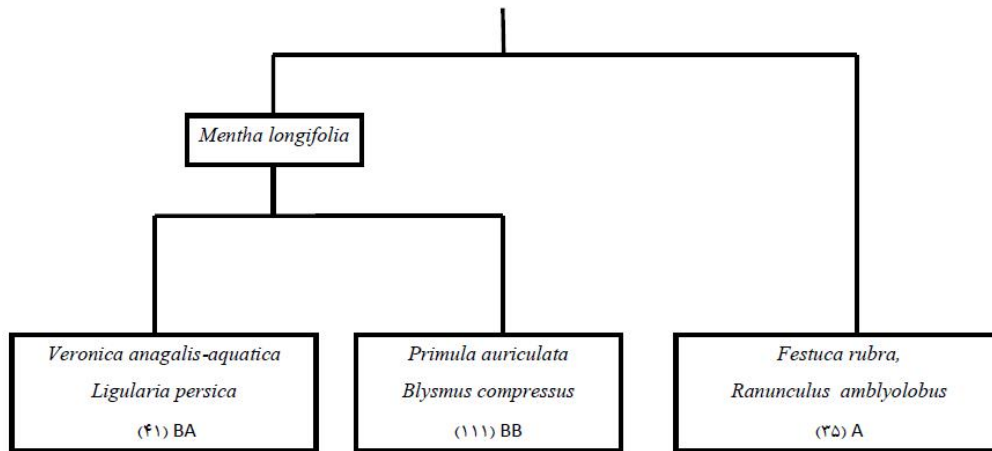 Mentha longifolia
Veronica anagalis-aquatica
Ligularia persica
(۴۱) BA
Primula auriculata
Blysmus compressus
(۱۱۱) BB
Festuca rubra,
Ranunculus amblyolobus
(۳۵) A